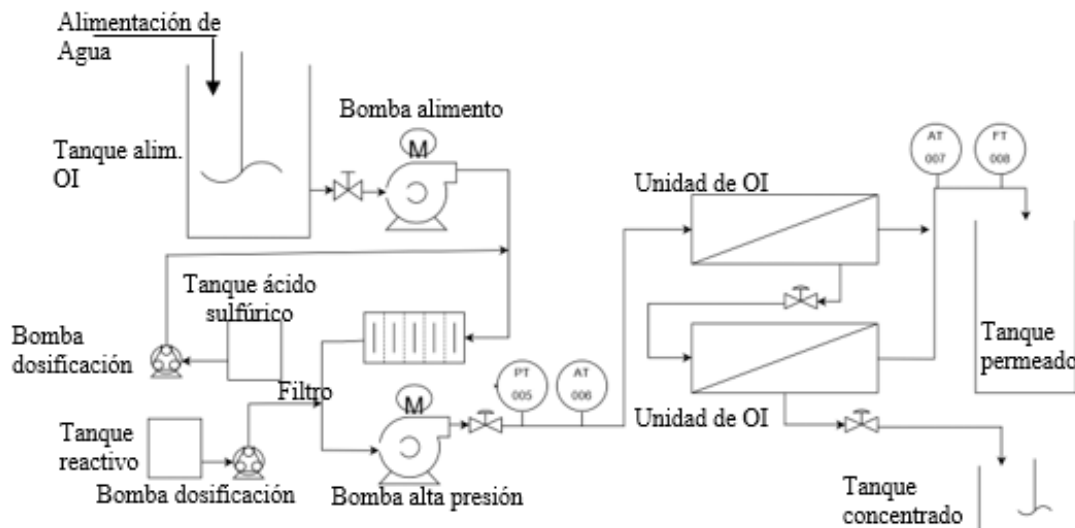 Alimentación de
Agua
Tanque alim.
OI
Bomba alimento
M
Unidad de OI
AT
007
FT
008
Tanque ácido
sulfúrico
Bomba
dosificación
Filtro
M
PT
005
AT
006
Tanque
permeado
Tanque
reactivo
Bomba dosificación
Bomba alta presión
Unidad de OI
Tanque
concentrado